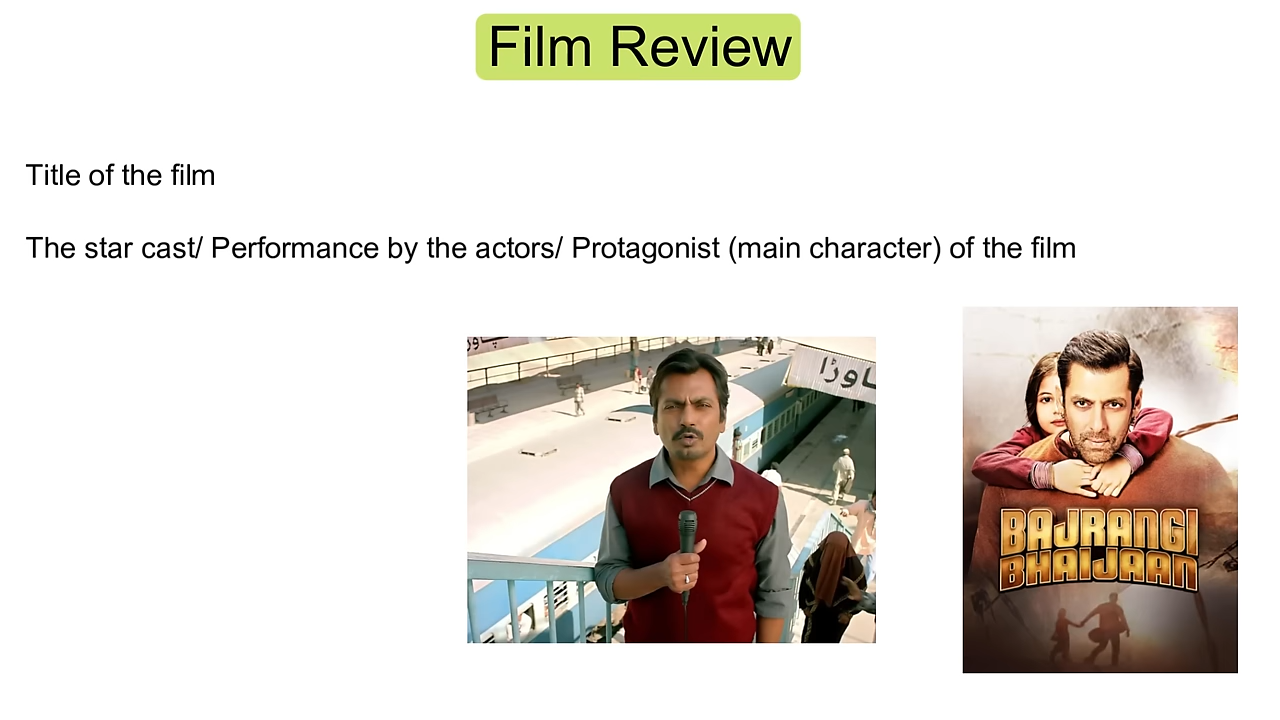 Film Review
Title of the film
The star cast/ Performance by the actors/ Protagonist (main character) of the film
BAJRANGI
BHAIJAAN